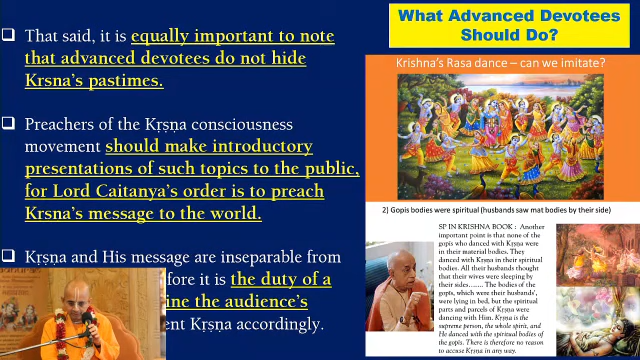 What Advanced Devotees
Should Do?
That said, it is equally important to note
that advanced devotees do not hide
Krsna's pastimes.
Preachers of the Kṛṣṇa consciousness
movement should make introductory
presentations of such topics to the public,
for Lord Caitanya's order is to preach
Krsna's message to the world.
Kṛṣṇa and His message are inseparable from
fore it is the duty of a
ine the audience's
ent Kṛṣṇa accordingly.
Krishna's Rasa dance – can we imitate?
2) Gopis bodies were spiritual (husbands saw mat bodies by their side)
SP IN KRISHNA BOOK : Another
important point is that none of the
gopis who danced with Kṛṣṇa were
in their material bodies. They
danced with Kṛṣṇa in their spiritual
bodies. All their husbands thought
that their wives were sleeping by
their sides....... The bodies of the
gopis, which were their husbands',
were lying in bed, but the spiritual
parts and parcels of Kṛṣṇa were
dancing with Him. Kṛṣṇa is the
supreme person, the whole spirit, and
He danced with the spiritual bodies of
the gopīs. There is therefore no reason
to accuse Kṛṣṇa in any way.